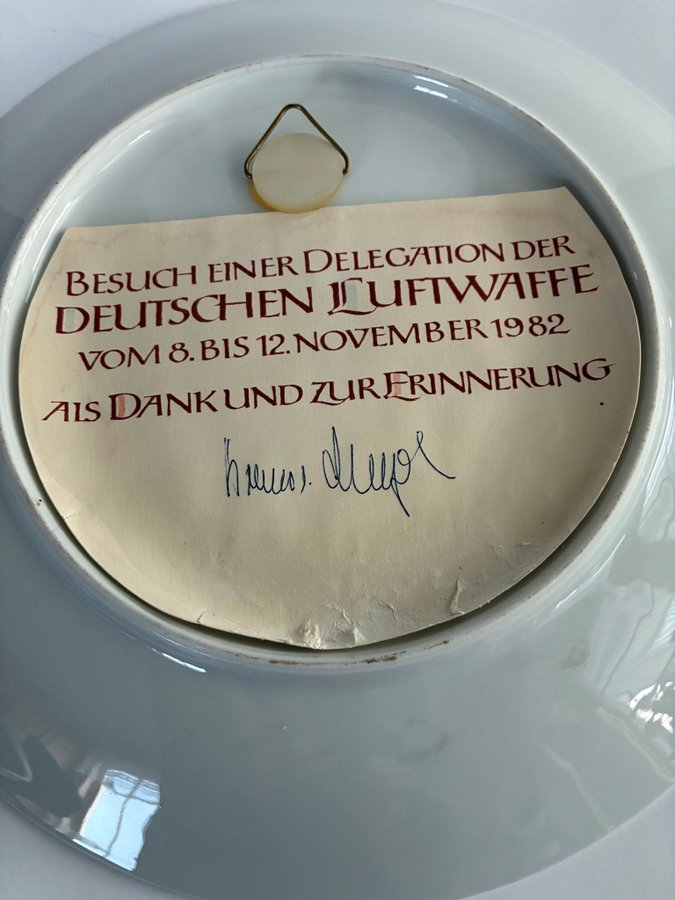 BESUCH EINER DELEGATION DER
DEUTSCHEN LUFTWAFFE
VOM 8. BIS 12. NOVEMBER 1982
ALS DANK UND ZUR ERINNERUNG